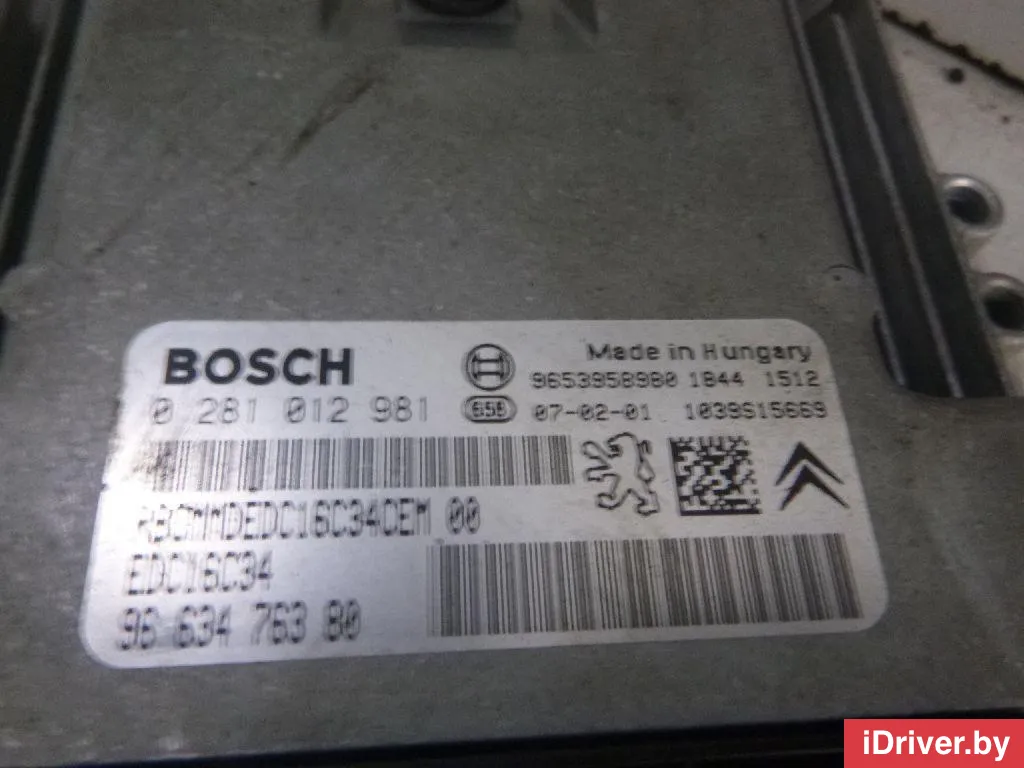 BOSCH
Made in Hungary
9653958980 1844 1512
0 281 012 981
656 07-02-01 1039S15669
00
EDC16C34
96 634 763 80
iDriver.by